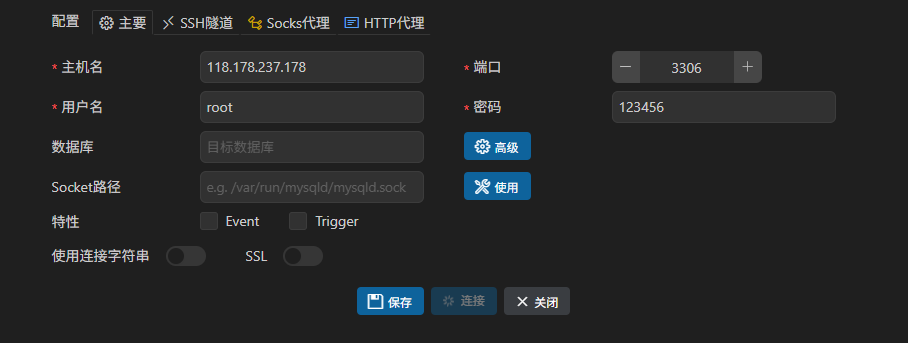 配置 主要 SSH隧道 Socks代理 HTTP代理
* 主机名 118.178.237.178 * 端口 3306
* 用户名 root * 密码 123456
数据库 目标数据库 高级
Socket路径 e.g. /var/run/mysqld/mysqld.sock 使用
特性 Event Trigger
使用连接字符串 SSL
保存 连接 关闭